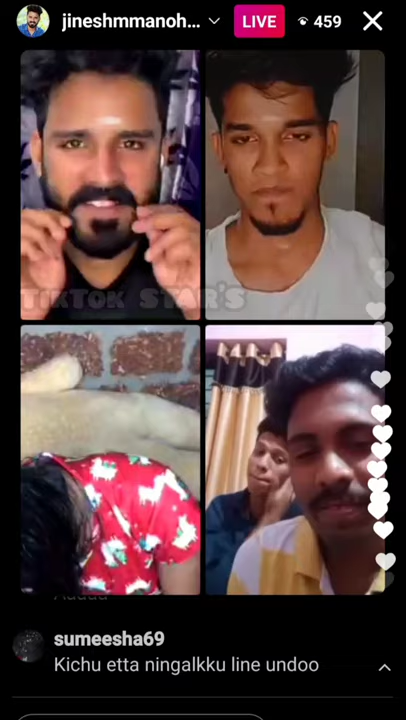 jineshmmanoh...
LIVE
459
TIKTOK STAR'S
sumeesha69
Kichu etta ningalkku line undoo